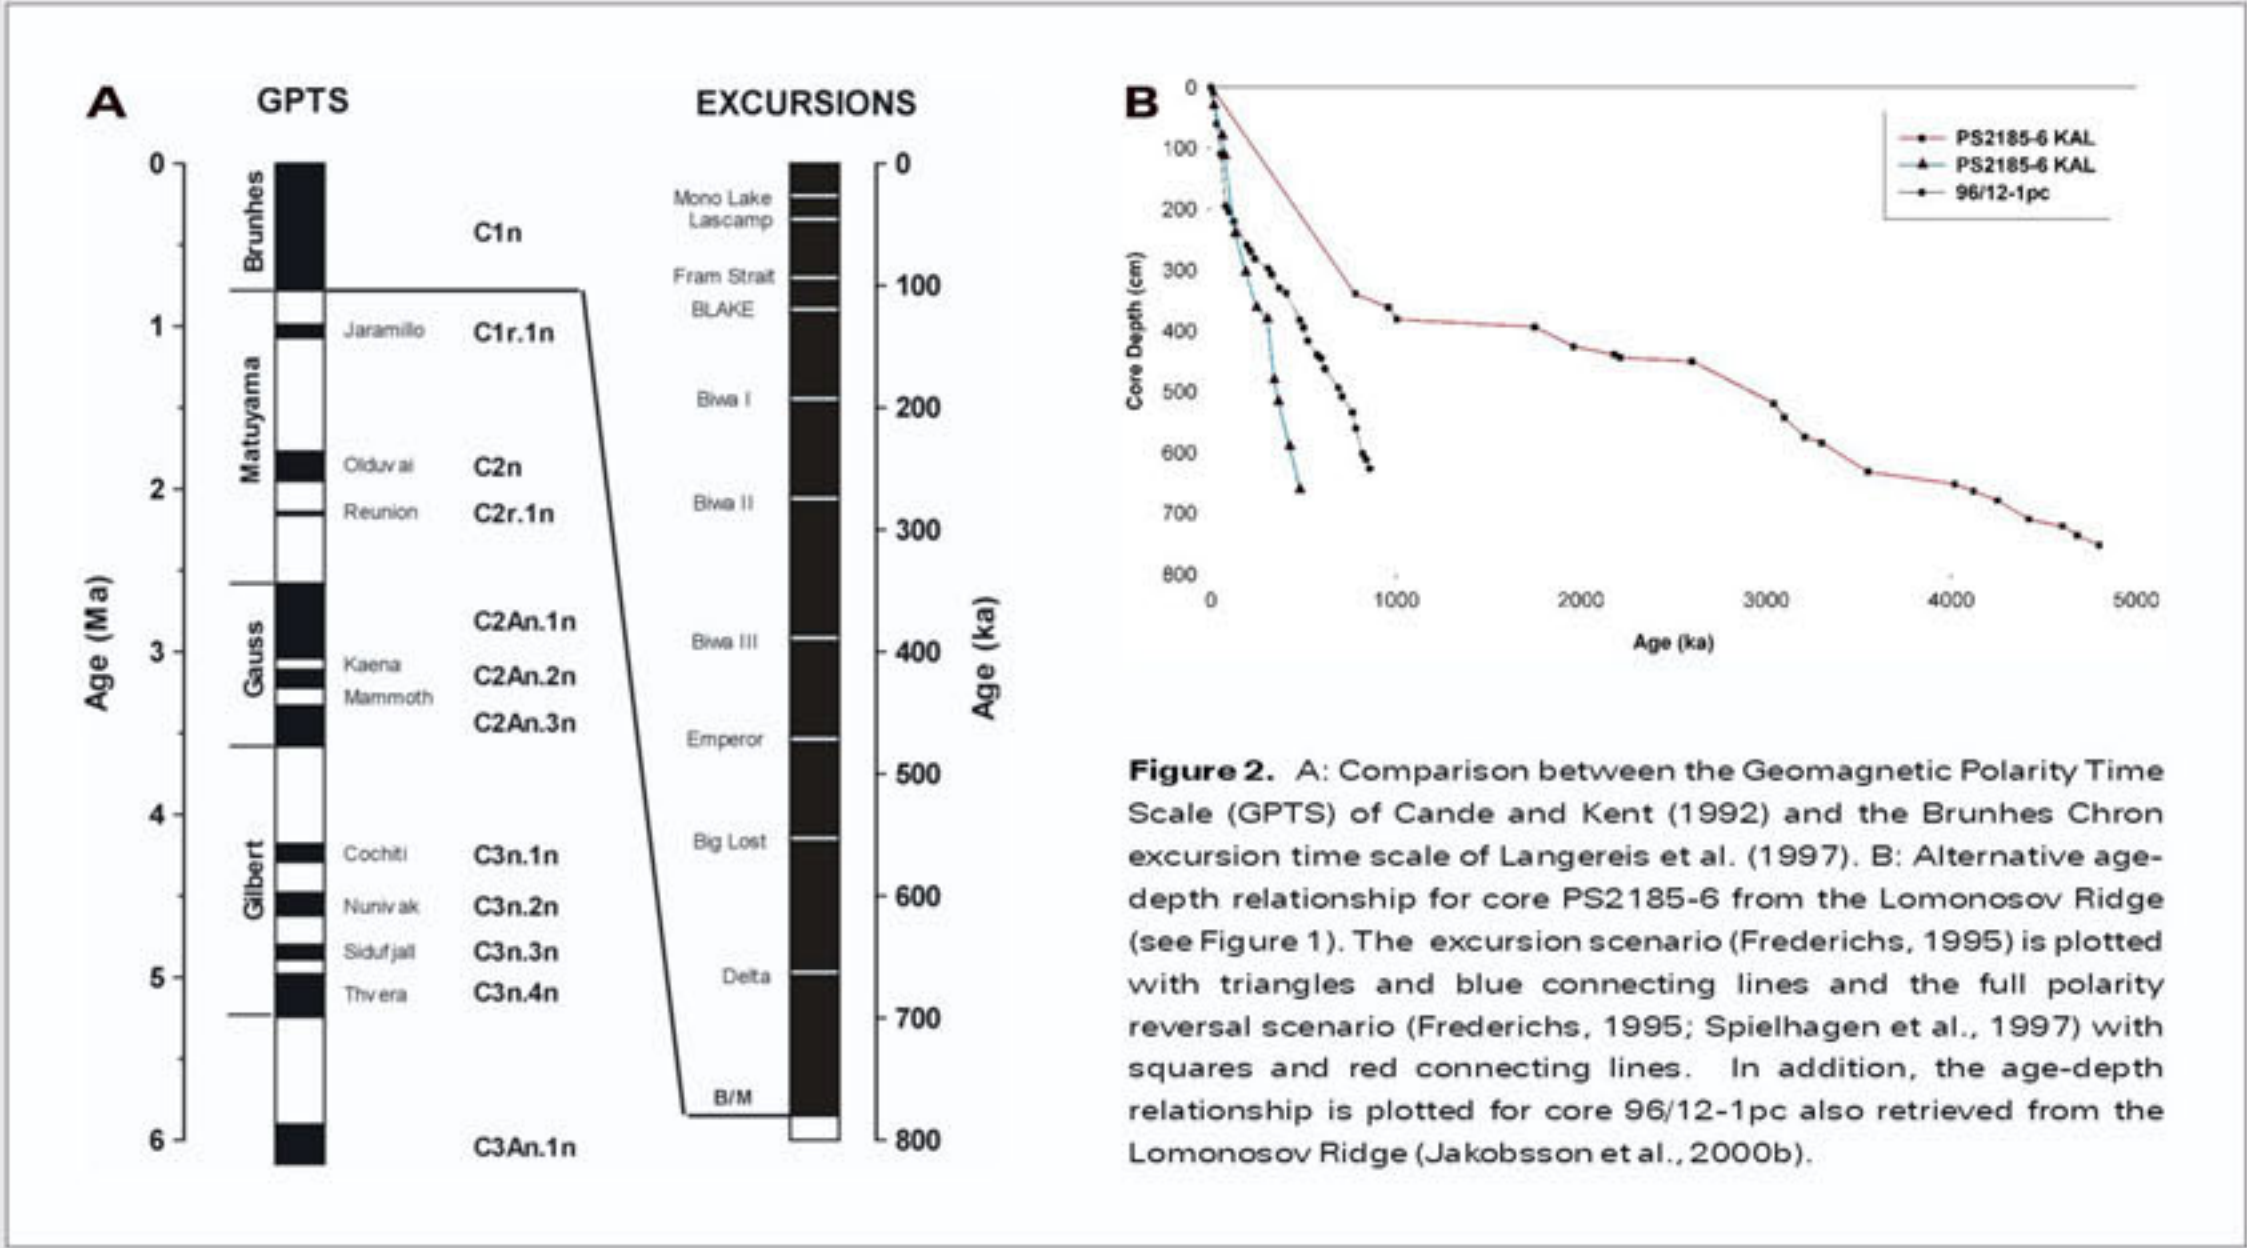 A
GPTS
EXCURSIONS
0
1
2
3
4
5
6
Age (Ma)
Brunhes
Matuyama
Gauss
Gilbert
C1n
Jaramillo C1r.1n
Olduvai C2n
Reunion C2r.1n
C2An.1n
Kaena
C2An.2n
Mammoth
C2An.3n
Cochiti C3n.1n
Nunivak C3n.2n
Sidufjall C3n.3n
Thvera C3n.4n
C3An.1n
Mono Lake
Lascamp
Fram Strait
BLAKE
Biwa I
Biwa II
Biwa III
Emperor
Big Lost
Delta
B/M
0
100
200
300
400
500
600
700
800
Age (ka)
B
0
100
200
300
400
500
600
700
800
Core Depth (cm)
PS2185-6 KAL
PS2185-6 KAL
96/12-1pc
0 1000 2000 3000 4000 5000
Age (ka)
Figure 2. A: Comparison between the Geomagnetic Polarity Time
Scale (GPTS) of Cande and Kent (1992) and the Brunhes Chron
excursion time scale of Langereis et al. (1997). B: Alternative age-
depth relationship for core PS2185-6 from the Lomonosov Ridge
(see Figure 1). The excursion scenario (Frederichs, 1995) is plotted
with triangles and blue connecting lines and the full polarity
reversal scenario (Frederichs, 1995; Spielhagen et al., 1997) with
squares and red connecting lines. In addition, the age-depth
relationship is plotted for core 96/12-1pc also retrieved from the
Lomonosov Ridge (Jakobsson et al., 2000b).